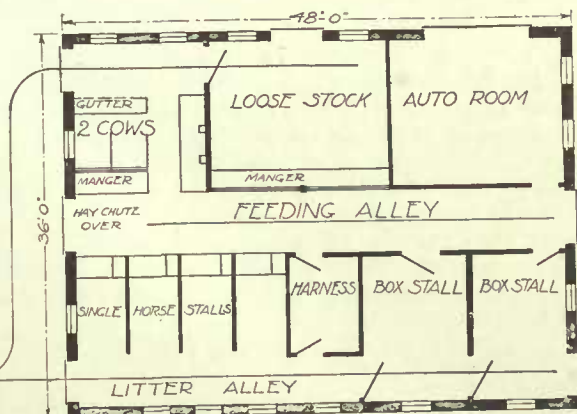 48'-0"
GUTTER
2 COWS
MANGER
LOOSE STOCK
MANGER
AUTO ROOM
36'-0"
HAY CHUTE
OVER
FEEDING ALLEY
SINGLE HORSE STALLS
HARNESS
BOX STALL
BOX STALL
LITTER ALLEY